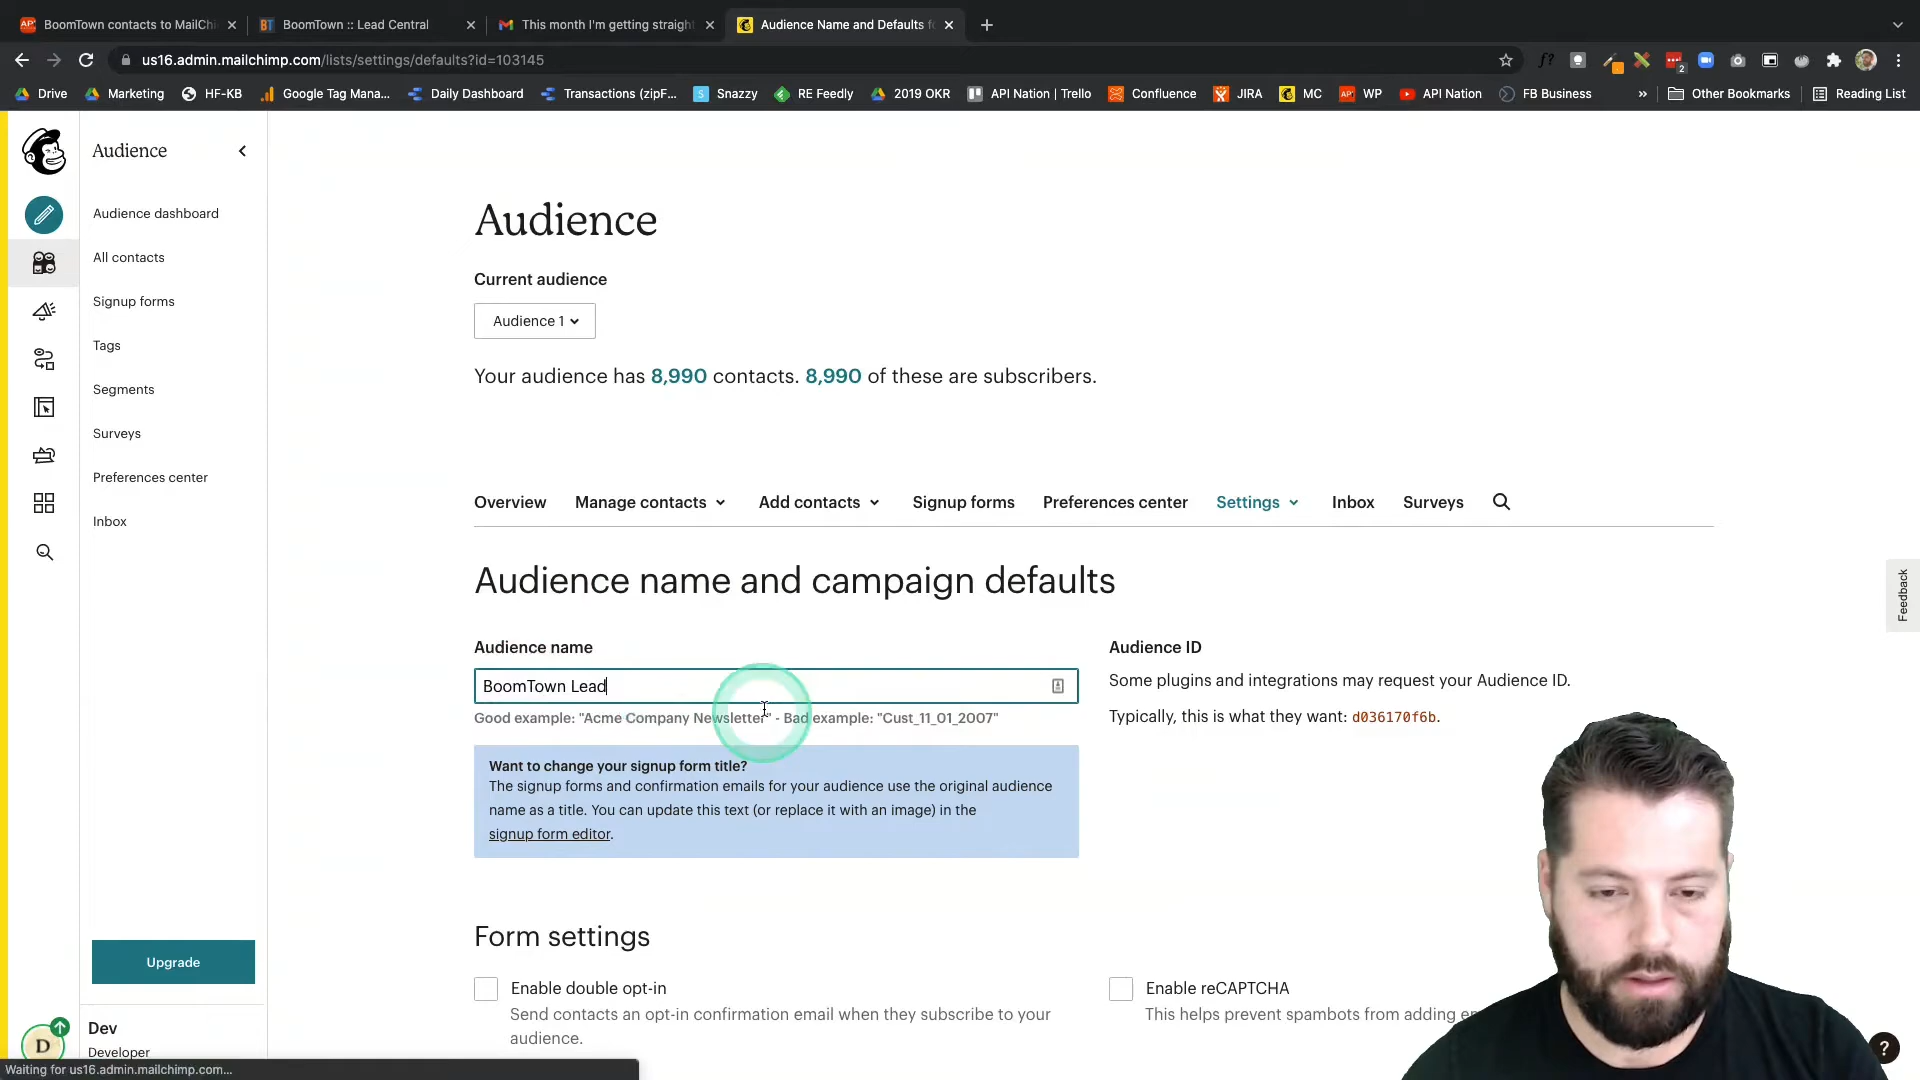 BoomTown contacts to MailChi
BoomTown :: Lead Central
This month I'm getting straight
Audience Name and Defaults f
us16.admin.mailchimp.com/lists/settings/defaults?id=103145
Drive
Marketing
HF-KB
Google Tag Mana...
Daily Dashboard
Transactions (zipF...
Snazzy
RE Feedly
2019 OKR
API Nation | Trello
Confluence
JIRA
MC
WP
API Nation
FB Business
»
Other Bookmarks
Reading List
Audience
Audience dashboard
All contacts
Signup forms
Tags
Segments
Surveys
Preferences center
Inbox
Upgrade
D
Dev
Developer
Audience
Current audience
Audience 1
Your audience has 8,990 contacts. 8,990 of these are subscribers.
Overview
Manage contacts
Add contacts
Signup forms
Preferences center
Settings
Inbox
Surveys
Audience name and campaign defaults
Audience name
BoomTown Lead
Good example: "Acme Company Newsletter" - Bad example: "Cust_11_01_2007"
Want to change your signup form title?
The signup forms and confirmation emails for your audience use the original audience
name as a title. You can update this text (or replace it with an image) in the
signup form editor.
Audience ID
Some plugins and integrations may request your Audience ID.
Typically, this is what they want: d036170f6b.
Form settings
Enable double opt-in
Send contacts an opt-in confirmation email when they subscribe to your
audience.
Enable reCAPTCHA
This helps prevent spambots from adding
Feedback
?
Waiting for us16.admin.mailchimp.com...